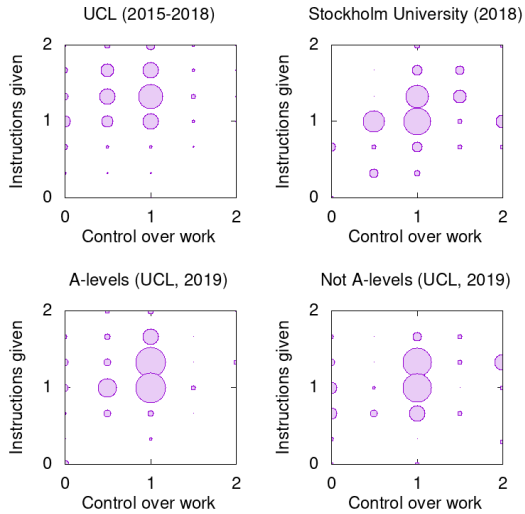 UCL (2015-2018)
2
1
0
Instructions given
0 1 2
Control over work
Stockholm University (2018)
2
1
0
Instructions given
0 1 2
Control over work
A-levels (UCL, 2019)
2
1
0
Instructions given
0 1 2
Control over work
Not A-levels (UCL, 2019)
2
1
0
Instructions given
0 1 2
Control over work